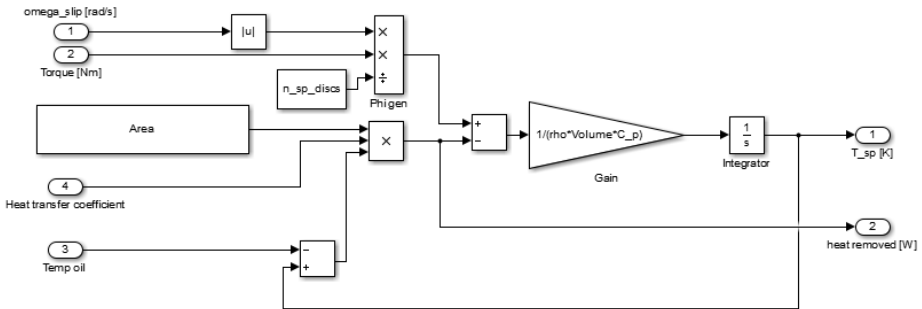 omega_slip [rad/s]
1
|u|
×
2
×
Torque [Nm]
÷
n_sp_discs
Phi gen
Area
×
+
−
1/(rho*Volume*C_p)
Gain
1
s
Integrator
1
T_sp [K]
4
Heat transfer coefficient
2
heat removed [W]
3
Temp oil
−
+